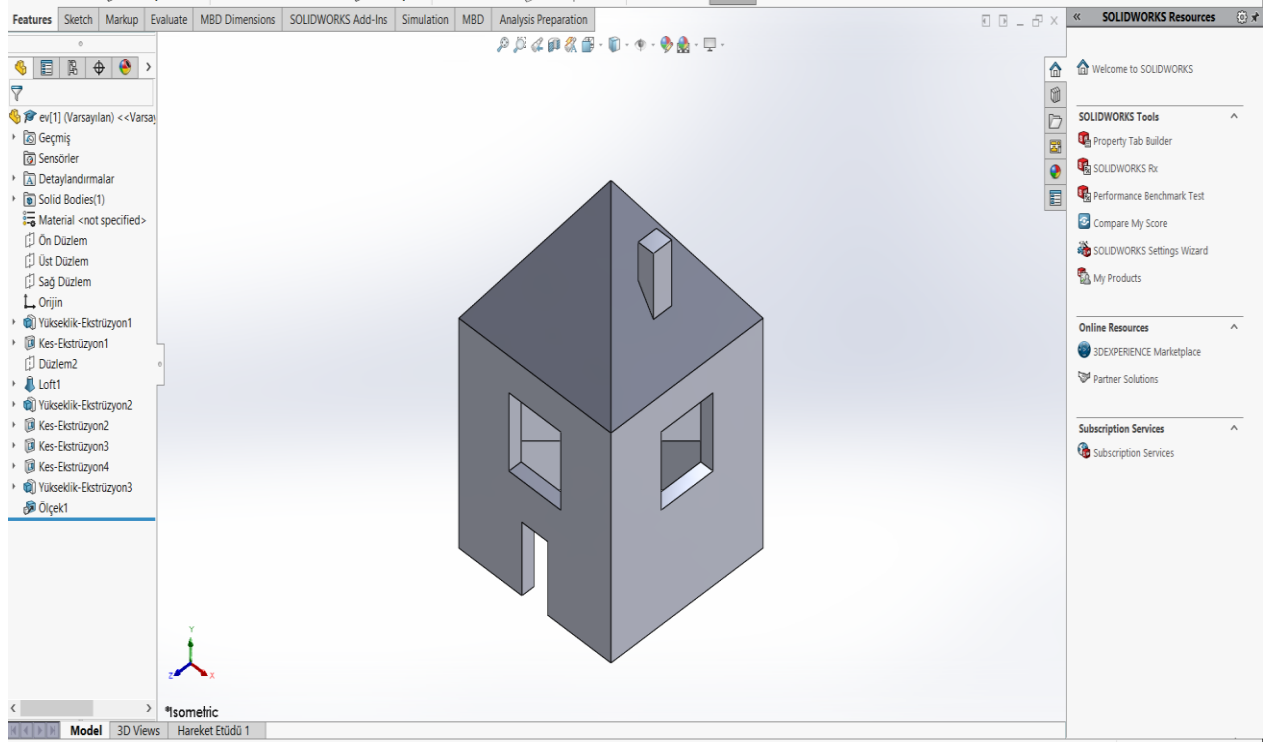 Features Sketch Markup Evaluate MBD Dimensions SOLIDWORKS Add-Ins Simulation MBD Analysis Preparation
ev[1] (Varsayılan) <<Varsay
Geçmiş
Sensörler
Detaylandırmalar
Solid Bodies(1)
Material <not specified>
Ön Düzlem
Üst Düzlem
Sağ Düzlem
Orijin
Yükseklik-Ekstrüzyon1
Kes-Ekstrüzyon1
Düzlem2
Loft1
Yükseklik-Ekstrüzyon2
Kes-Ekstrüzyon2
Kes-Ekstrüzyon3
Kes-Ekstrüzyon4
Yükseklik-Ekstrüzyon3
Ölçek1
Y
Z X
*Isometric
Model 3D Views Hareket Etüdü 1
SOLIDWORKS Resources
Welcome to SOLIDWORKS
SOLIDWORKS Tools
Property Tab Builder
SOLIDWORKS Rx
Performance Benchmark Test
Compare My Score
SOLIDWORKS Settings Wizard
My Products
Online Resources
3DEXPERIENCE Marketplace
Partner Solutions
Subscription Services
Subscription Services